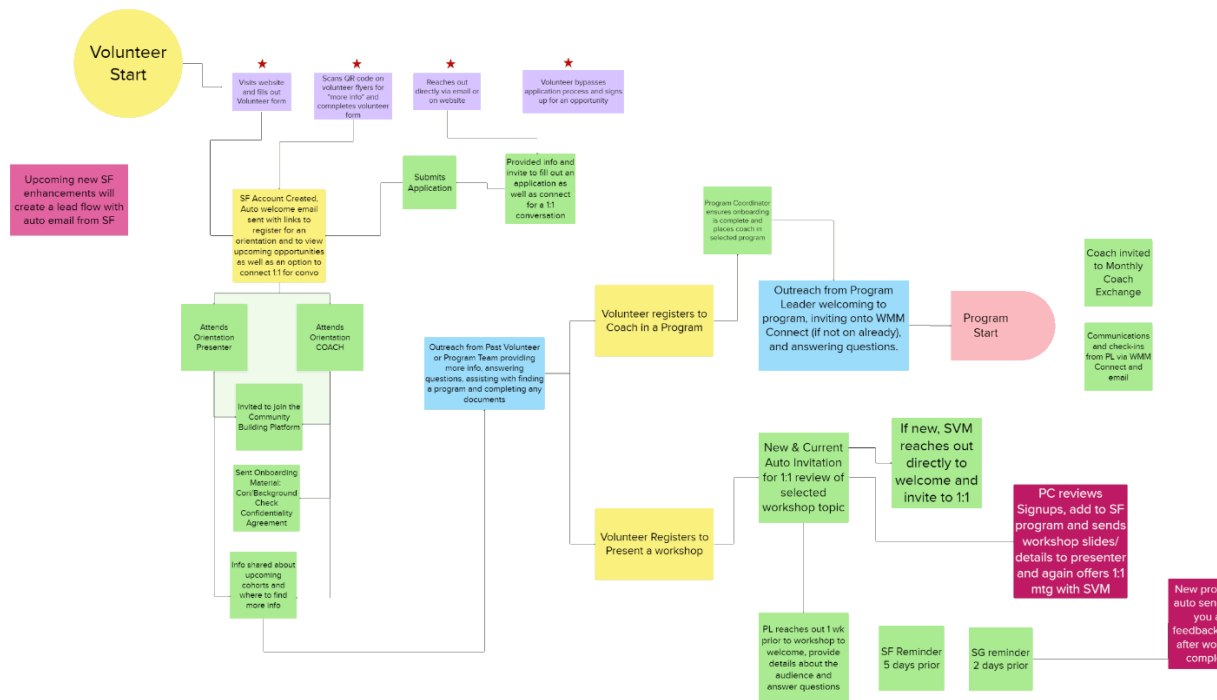 Volunteer
Start
Visits website
and fills out
Volunteer form
Scans QR code on
volunteer flyers for
"more info" and
comnpletes volunteer
form
Reaches out
directly via email or
on website
Volunteer bypasses
application process and signs
up for an opportunity
Upcoming new SF
enhancements will
create a lead flow with
auto email from SF
SF Account Created,
Auto welcome email
sent with links to
register for an
orientation and to view
upcoming opportunities
as well as an option to
connect 1:1 for convo
Submits
Application
Provided info and
invite to fill out an
application as
well as connect
for a 1:1
conversation
Attends
Orientation
Presenter
Attends
Orientation
COACH
Invited to join the
Community
Building Platform
Sent Onboarding
Material:
Cori/Background
Check
Confidentiality
Agreement
Info shared about
upcoming
cohorts and
where to find
more info
Outreach from Past Volunteer
or Program Team providing
more info, answering
questions, assisting with finding
a program and completing any
documents
Volunteer registers to
Coach in a Program
Program Coordinator
ensures onboarding
is complete and
places coach in
selected program
Outreach from Program
Leader welcoming to
program, inviting onto WMM
Connect (if not on already),
and answering questions.
Program
Start
Coach invited
to Monthly
Coach
Exchange
Communications
and check-ins
from PL via WMM
Connect and
email
Volunteer Registers to
Present a workshop
New & Current
Auto Invitation
for 1:1 review of
selected
workshop topic
If new, SVM
reaches out
directly to
welcome and
invite to 1:1
PC reviews
Signups, add to SF
program and sends
workshop slides/
details to presenter
and again offers 1:1
mtg with SVM
PL reaches out 1 wk
prior to workshop to
welcome, provide
details about the
audience and
answer questions
SF Reminder
5 days prior
SG reminder
2 days prior
New pro
auto sen
you a
feedback
after wo
comple